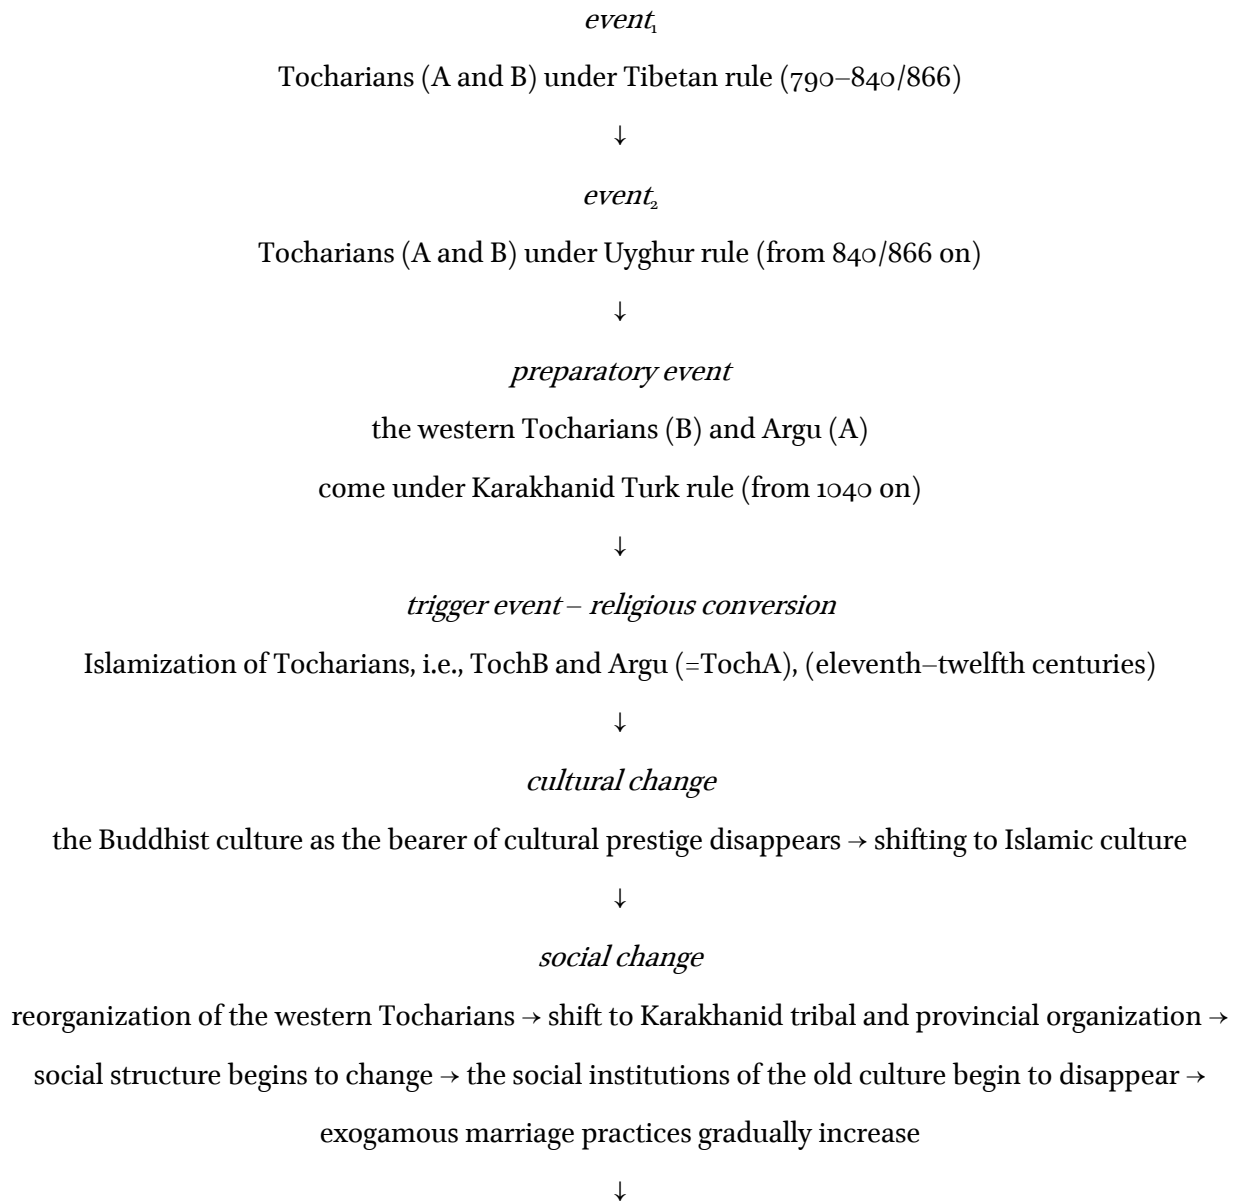 event₁
Tocharians (A and B) under Tibetan rule (790–840/866)
↓
event₂
Tocharians (A and B) under Uyghur rule (from 840/866 on)
↓
preparatory event
the western Tocharians (B) and Argu (A)
come under Karakhanid Turk rule (from 1040 on)
↓
trigger event – religious conversion
Islamization of Tocharians, i.e., TochB and Argu (=TochA), (eleventh–twelfth centuries)
↓
cultural change
the Buddhist culture as the bearer of cultural prestige disappears → shifting to Islamic culture
↓
social change
reorganization of the western Tocharians → shift to Karakhanid tribal and provincial organization →
social structure begins to change → the social institutions of the old culture begin to disappear →
exogamous marriage practices gradually increase
↓